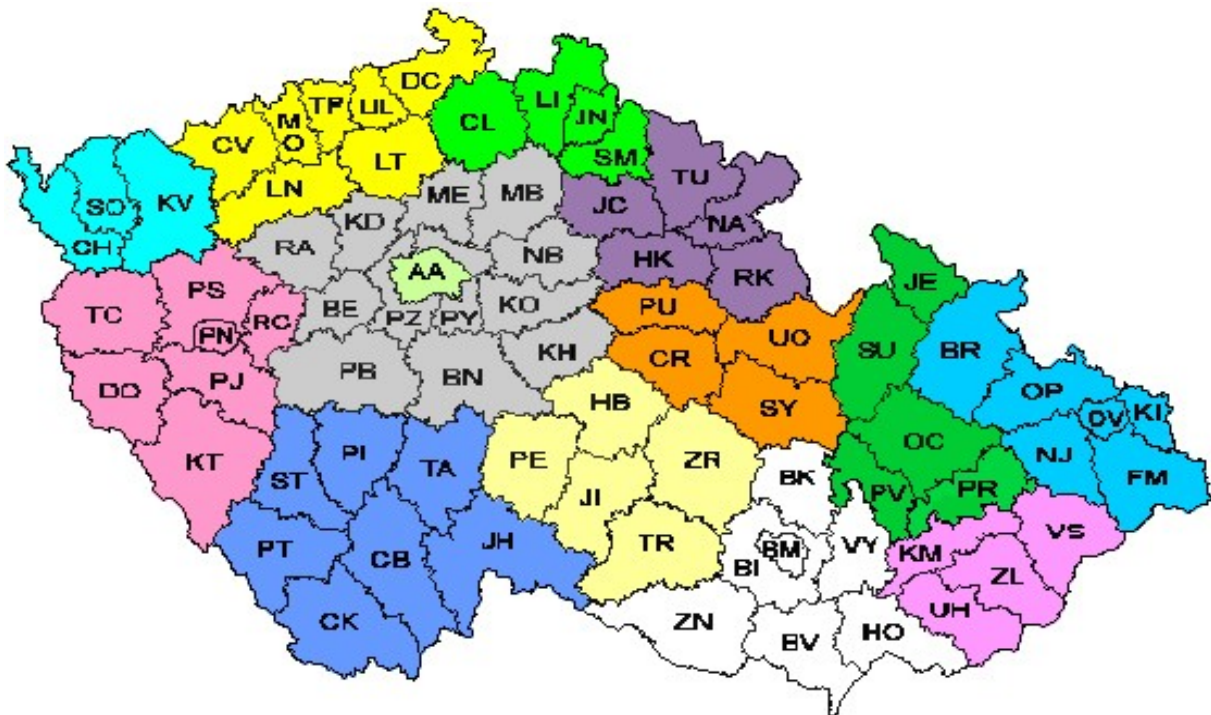 DC
LI
TP
UL
JN
M
O
CL
CV
LT
SM
TU
LN
ME
MB
SO
KV
JC
KD
NA
CH
RA
NB
HK
AA
RK
JE
PS
BE
KO
TC
RC
PZ
PY
PU
PN
UO
SU
BR
KH
CR
PB
BN
DO
PJ
OP
HB
SY
DV
KI
OC
PI
PE
ZR
NJ
KT
TA
ST
BK
FM
JI
PV
PR
VS
PT
CB
JH
TR
BM
VY
KM
BI
ZL
UH
CK
ZN
HO
BV